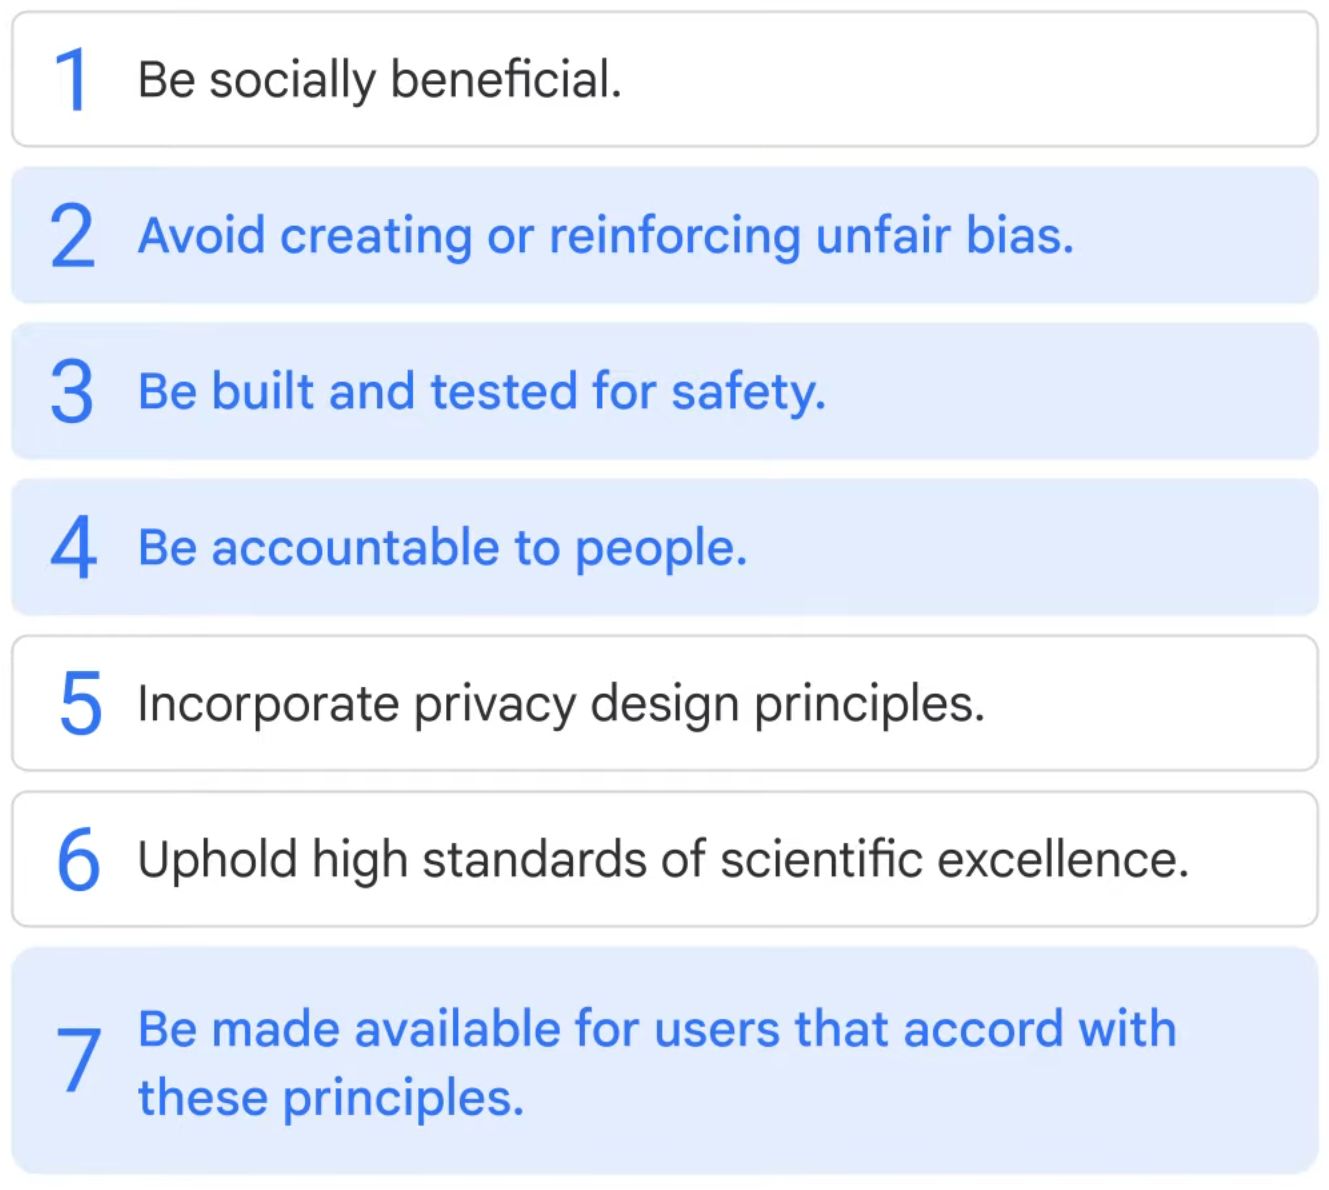 1 Be socially beneficial.
2 Avoid creating or reinforcing unfair bias.
3 Be built and tested for safety.
4 Be accountable to people.
5 Incorporate privacy design principles.
6 Uphold high standards of scientific excellence.
7 Be made available for users that accord with
these principles.